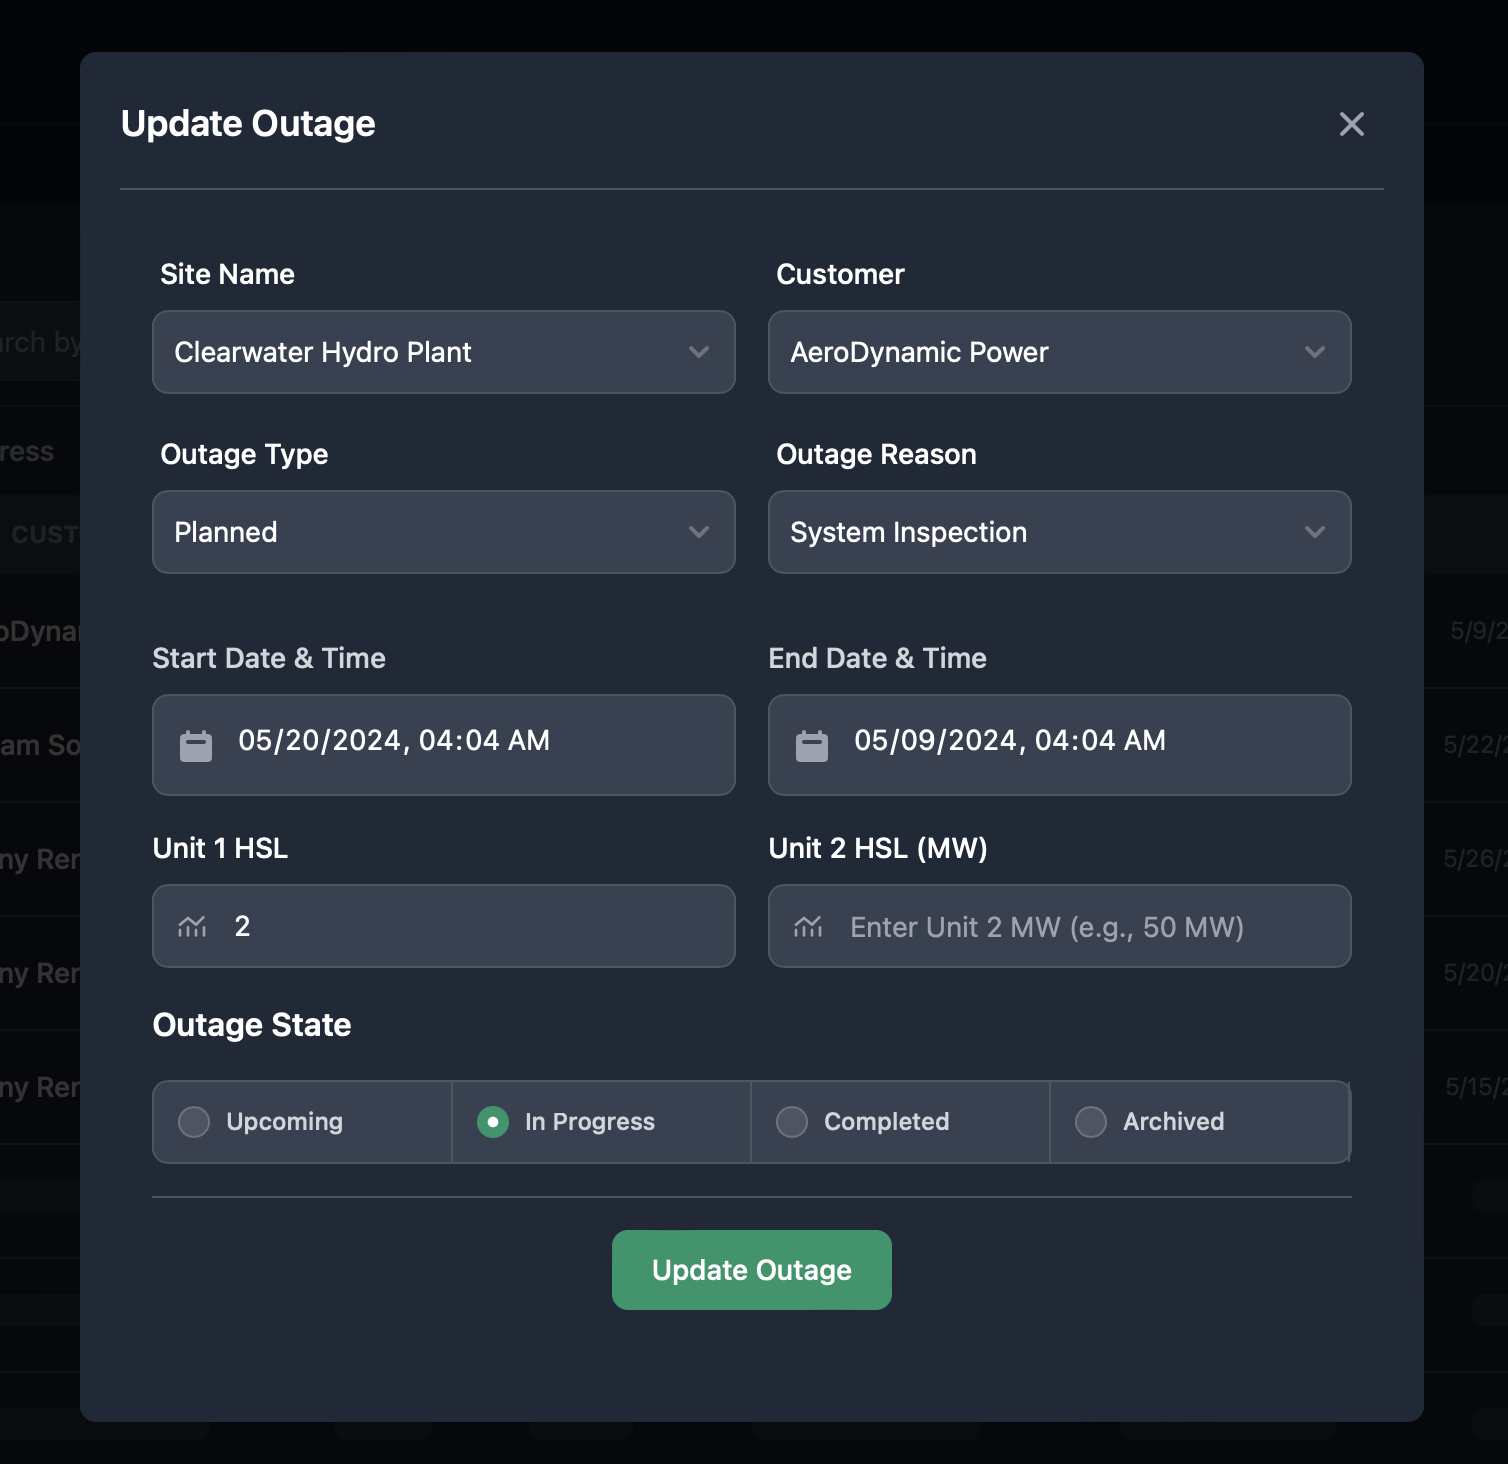 Update Outage
Site Name
Customer
Clearwater Hydro Plant
AeroDynamic Power
Outage Type
Outage Reason
Planned
System Inspection
Start Date & Time
End Date & Time
05/20/2024, 04:04 AM
05/09/2024, 04:04 AM
Unit 1 HSL
Unit 2 HSL (MW)
2
Enter Unit 2 MW (e.g., 50 MW)
Outage State
Upcoming
In Progress
Completed
Archived
Update Outage